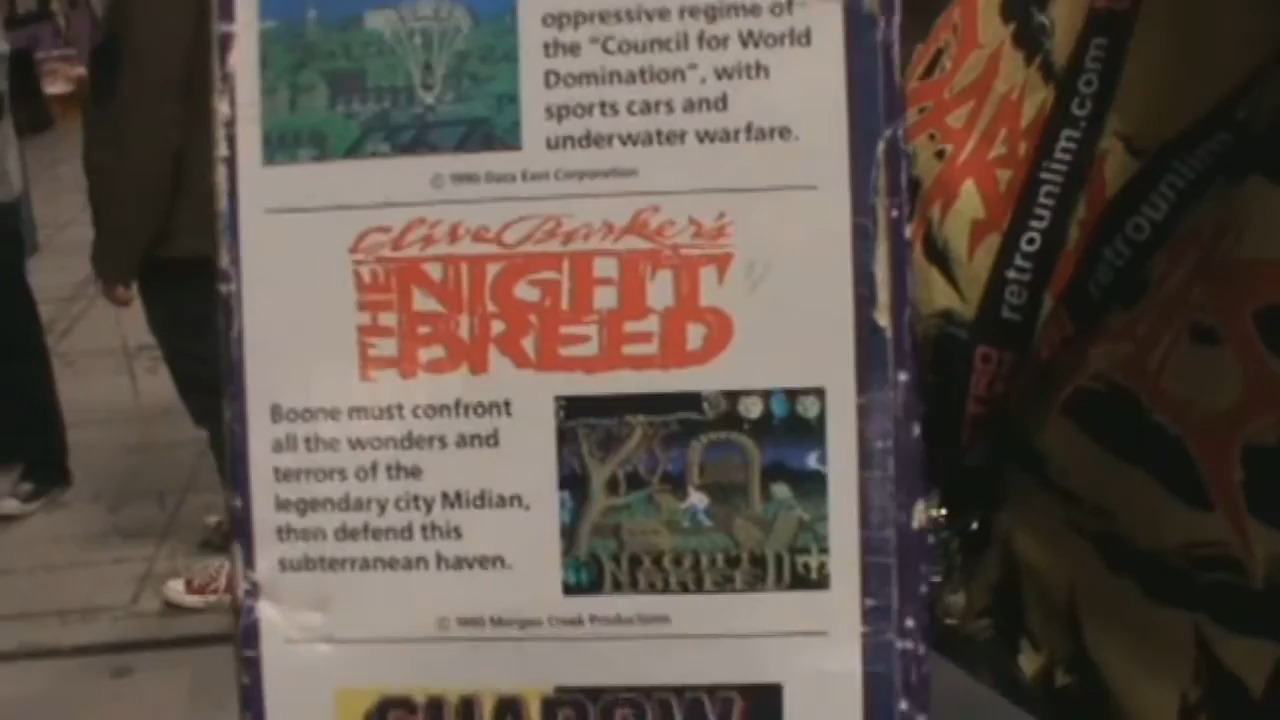 oppressive regime of
the "Council for World
Domination", with
sports cars and
underwater warfare.
© 1990 Data East Corporation
Clive Barker's
THE NIGHT
BREED
Boone must confront
all the wonders and
terrors of the
legendary city Midian,
then defend this
subterranean haven.
NIGHT
BREED
© 1990 Morgan Creek Productions
SHADOW
retrounlim.com
retrounlim